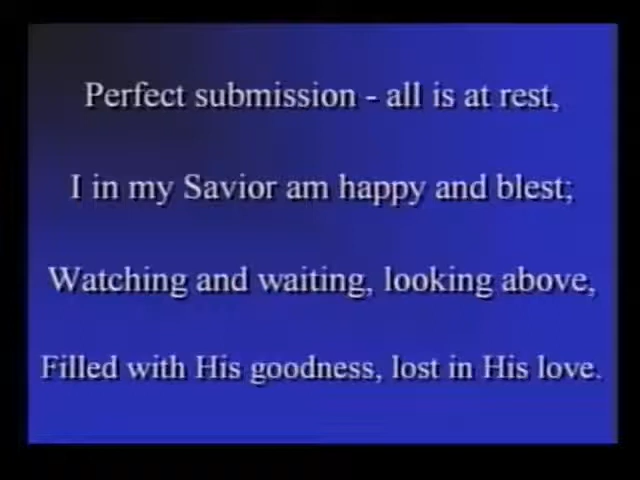 Perfect submission - all is at rest,
I in my Savior am happy and blest;
Watching and waiting, looking above,
Filled with His goodness, lost in His love.